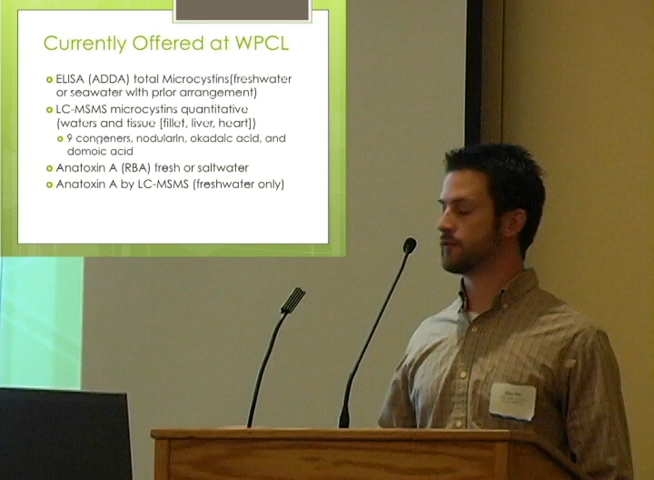 Currently Offered at WPCL
ELISA (ADDA) total Microcystins(freshwater
or seawater with prior arrangement)
LC-MSMS microcystins quantitative
(waters and tissue [fillet, liver, heart])
9 congeners, nodularin, okadaic acid, and
domoic acid
Anatoxin A (RBA) fresh or saltwater
Anatoxin A by LC-MSMS (freshwater only)